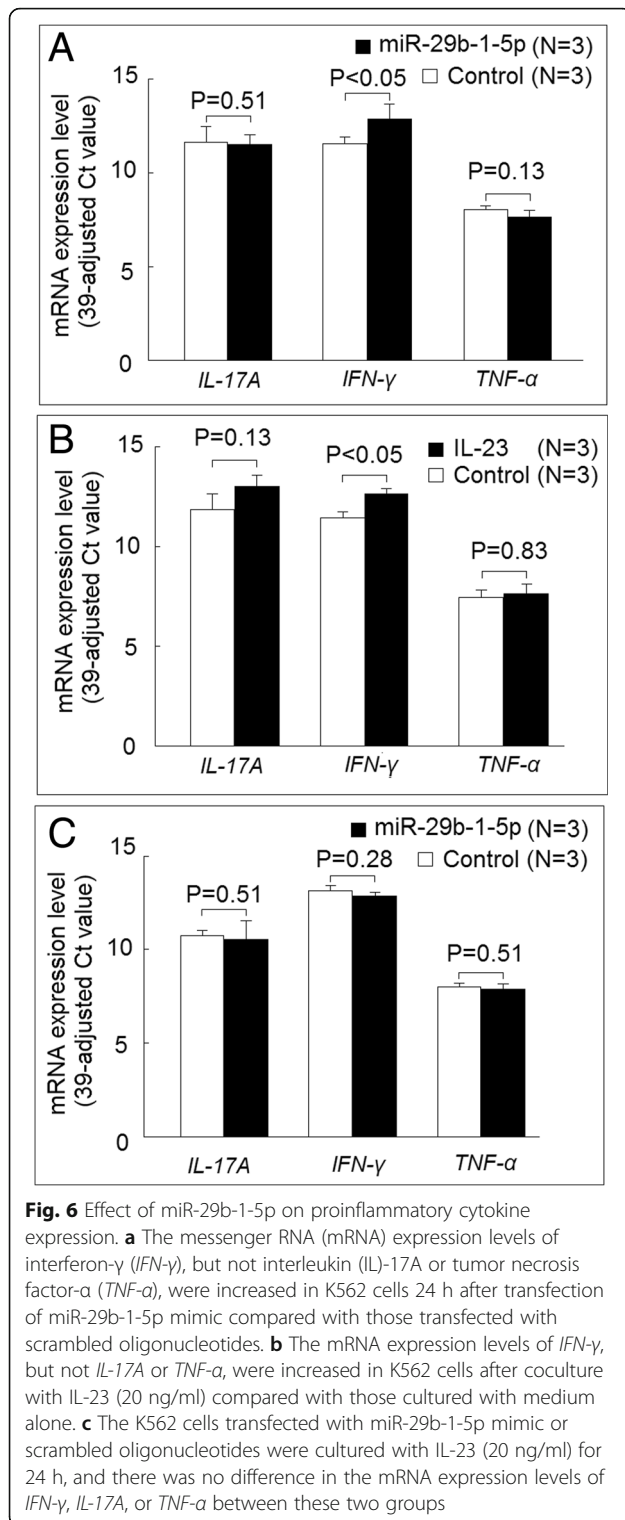 A
■ miR-29b-1-5p (N=3)
□ Control (N=3)
mRNA expression level
(39-adjusted Ct value)
15
10
5
0
P=0.51
P<0.05
P=0.13
IL-17A
IFN-γ
TNF-α
B
■ IL-23 (N=3)
□ Control (N=3)
mRNA expression level
(39-adjusted Ct value)
15
10
5
0
P=0.13
P<0.05
P=0.83
IL-17A
IFN-γ
TNF-α
C
■ miR-29b-1-5p (N=3)
□ Control (N=3)
mRNA expression level
(39-adjusted Ct value)
15
10
5
0
P=0.51
P=0.28
P=0.51
IL-17A
IFN-γ
TNF-α
Fig. 6 Effect of miR-29b-1-5p on proinflammatory cytokine
expression. a The messenger RNA (mRNA) expression levels of
interferon-γ (IFN-γ), but not interleukin (IL)-17A or tumor necrosis
factor-α (TNF-α), were increased in K562 cells 24 h after transfection
of miR-29b-1-5p mimic compared with those transfected with
scrambled oligonucleotides. b The mRNA expression levels of IFN-γ,
but not IL-17A or TNF-α, were increased in K562 cells after coculture
with IL-23 (20 ng/ml) compared with those cultured with medium
alone. c The K562 cells transfected with miR-29b-1-5p mimic or
scrambled oligonucleotides were cultured with IL-23 (20 ng/ml) for
24 h, and there was no difference in the mRNA expression levels of
IFN-γ, IL-17A, or TNF-α between these two groups